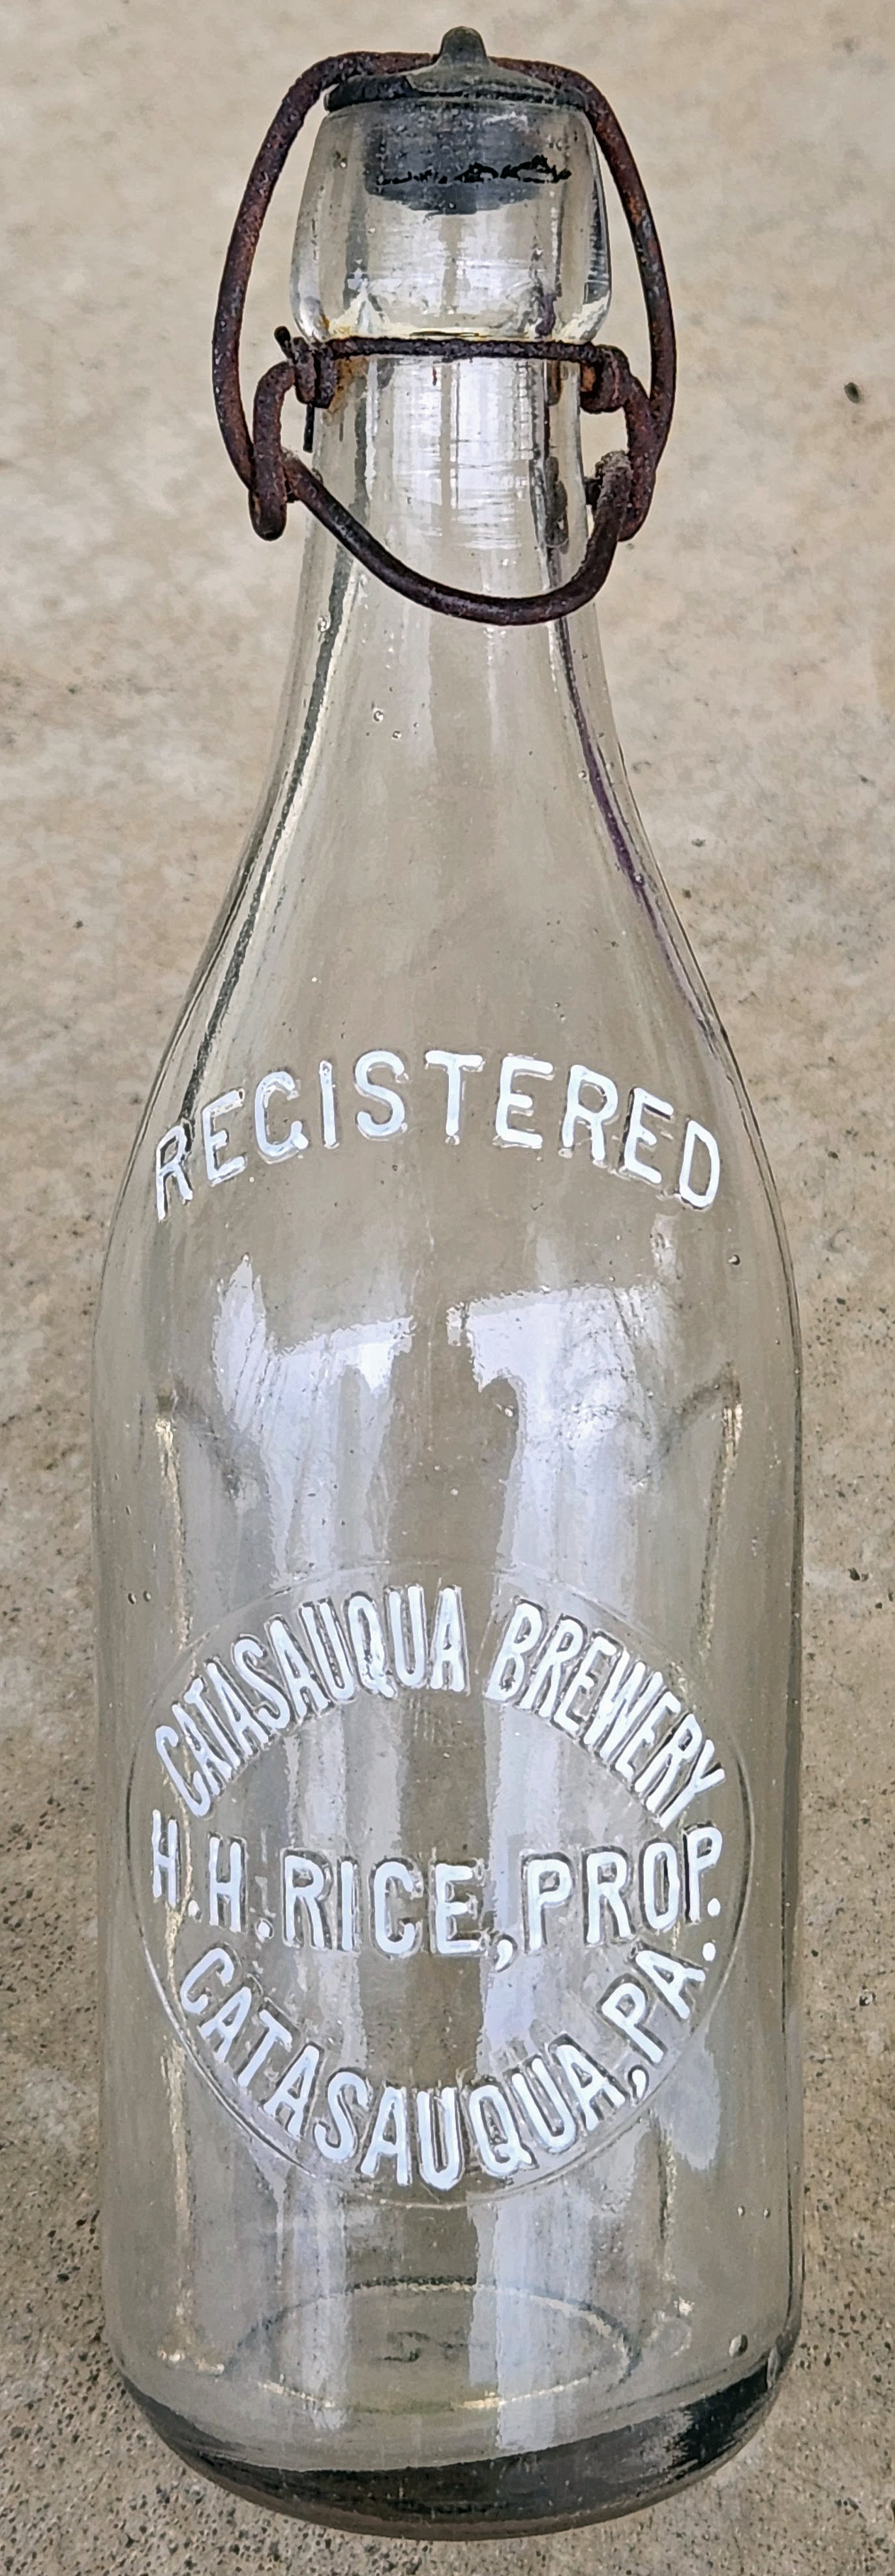 REGISTERED
CATASAUQUA BREWERY
H.H.RICE, PROP.
CATASAUQUA, PA.